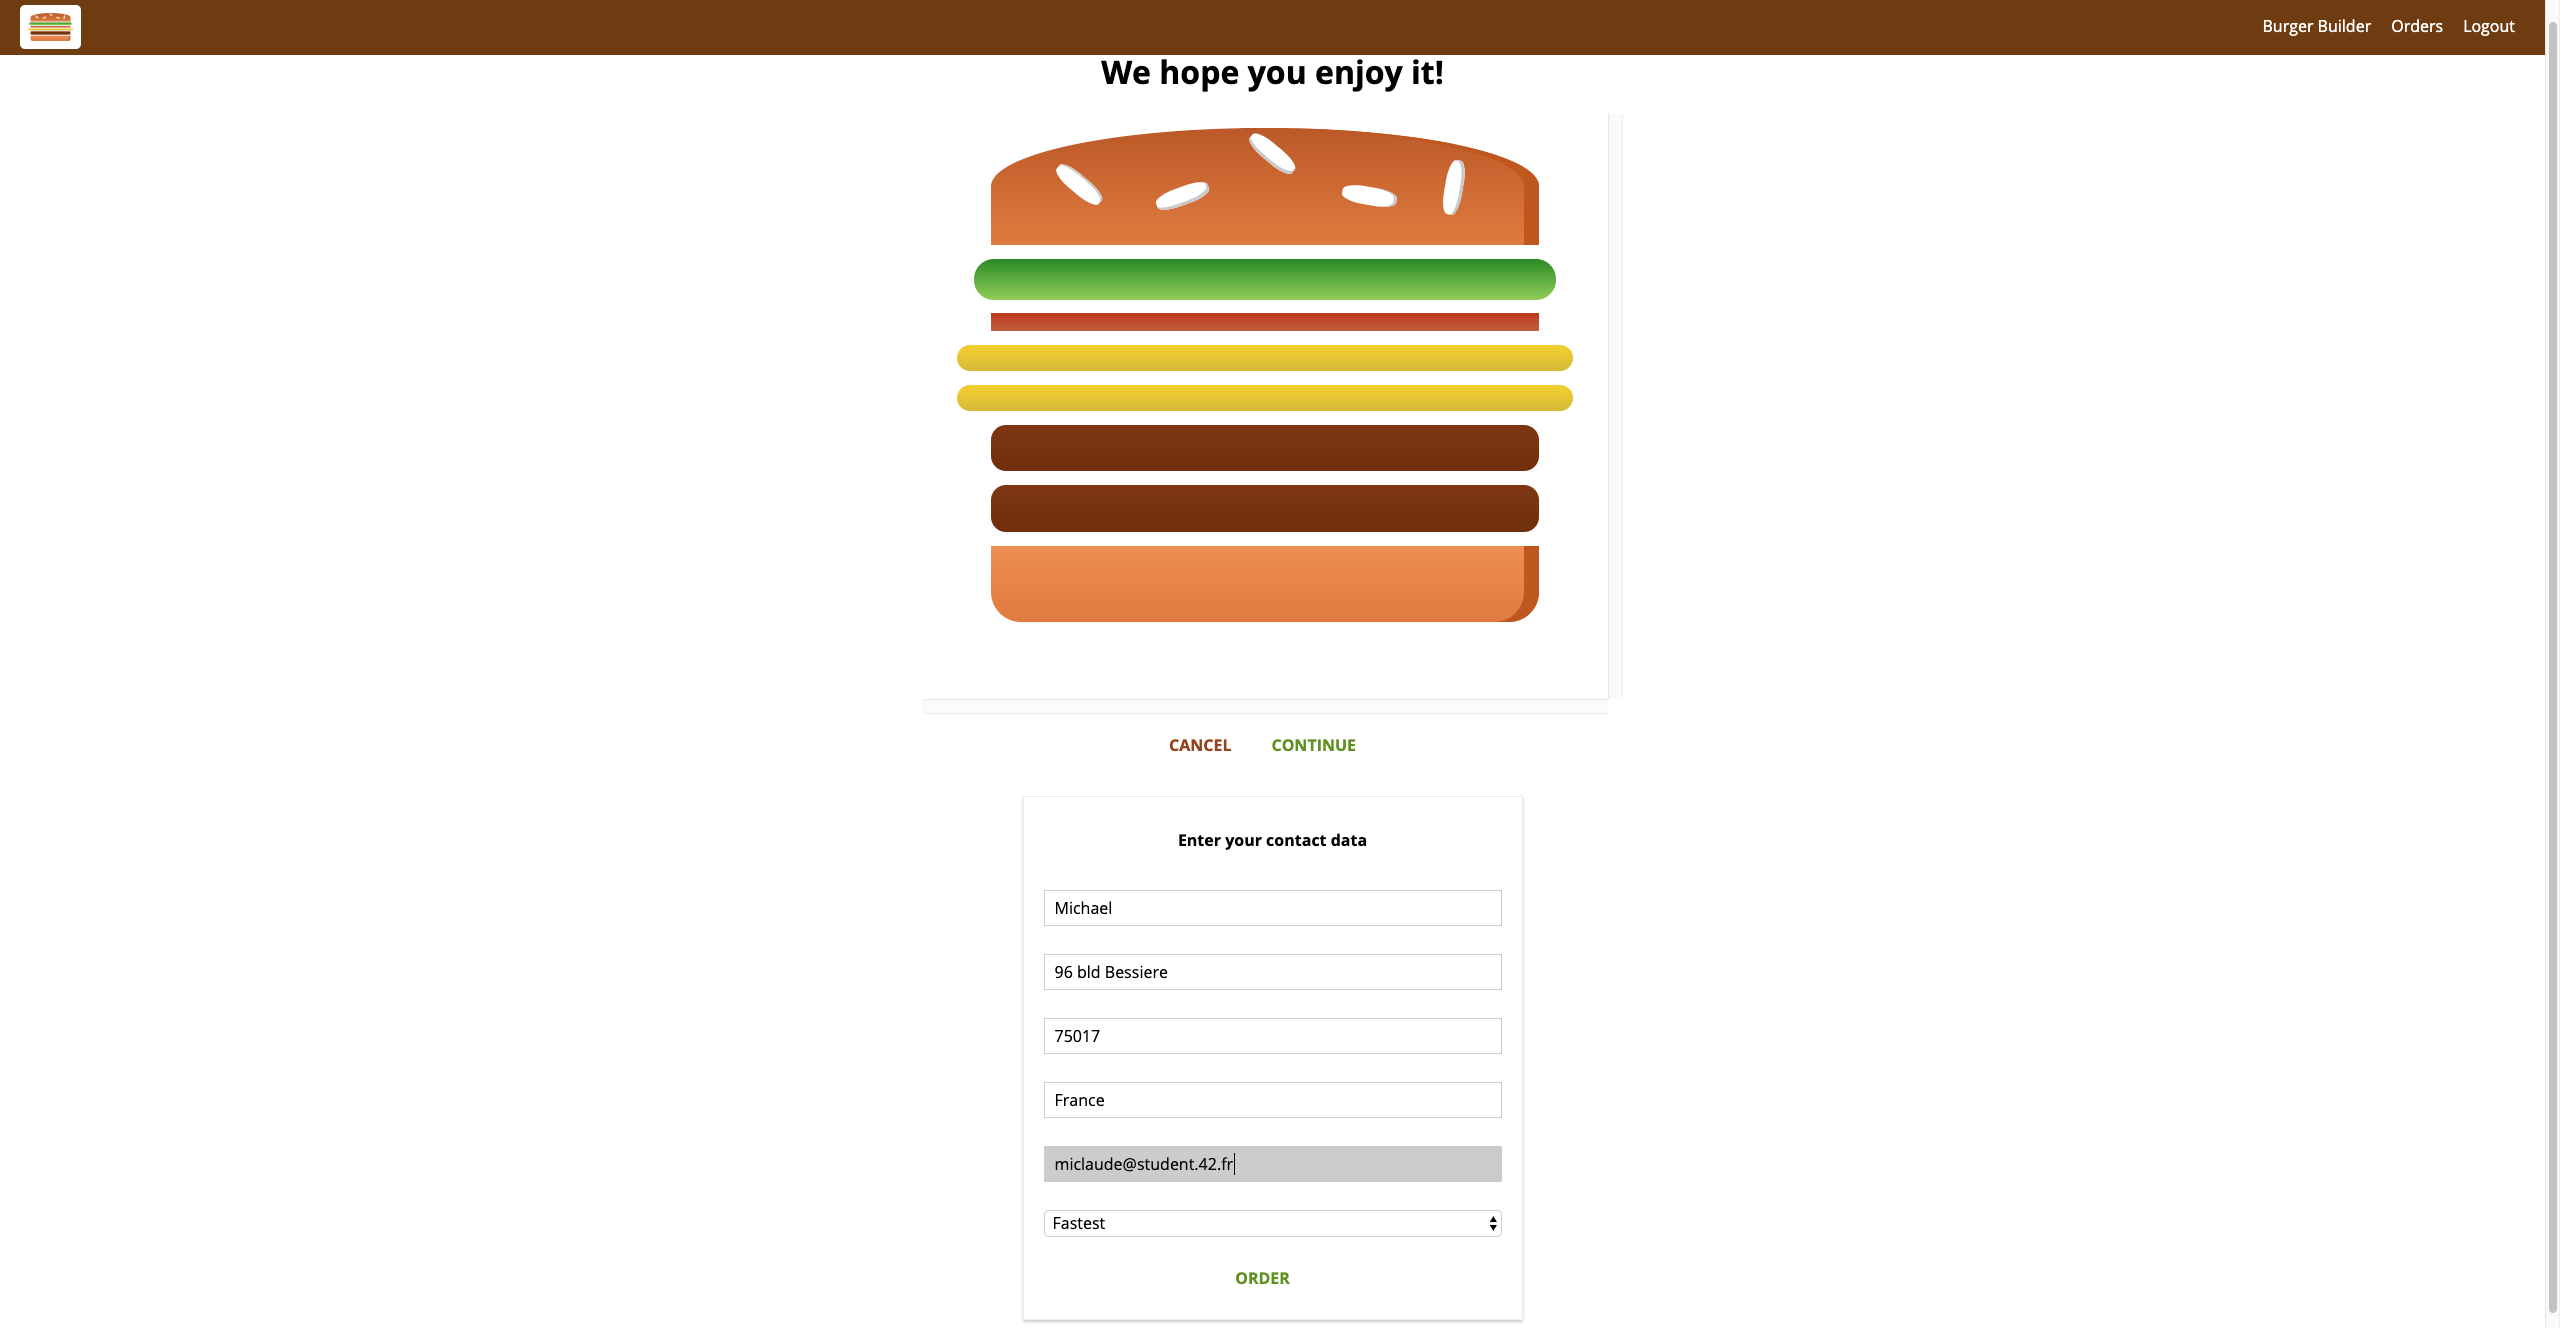 Burger Builder Orders Logout
We hope you enjoy it!
CANCEL CONTINUE
Enter your contact data
Michael
96 bld Bessiere
75017
France
miclaude@student.42.fr
Fastest
ORDER